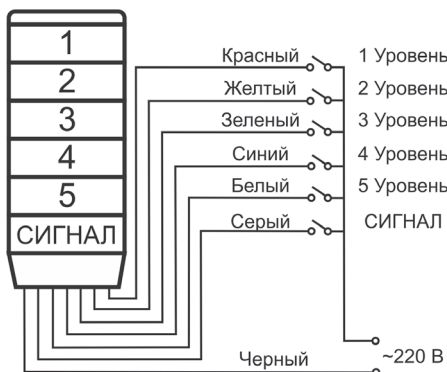 1
2
3
4
5
СИГНАЛ
Красный 1 Уровень
Желтый 2 Уровень
Зеленый 3 Уровень
Синий 4 Уровень
Белый 5 Уровень
Серый СИГНАЛ
Черный ~220 В